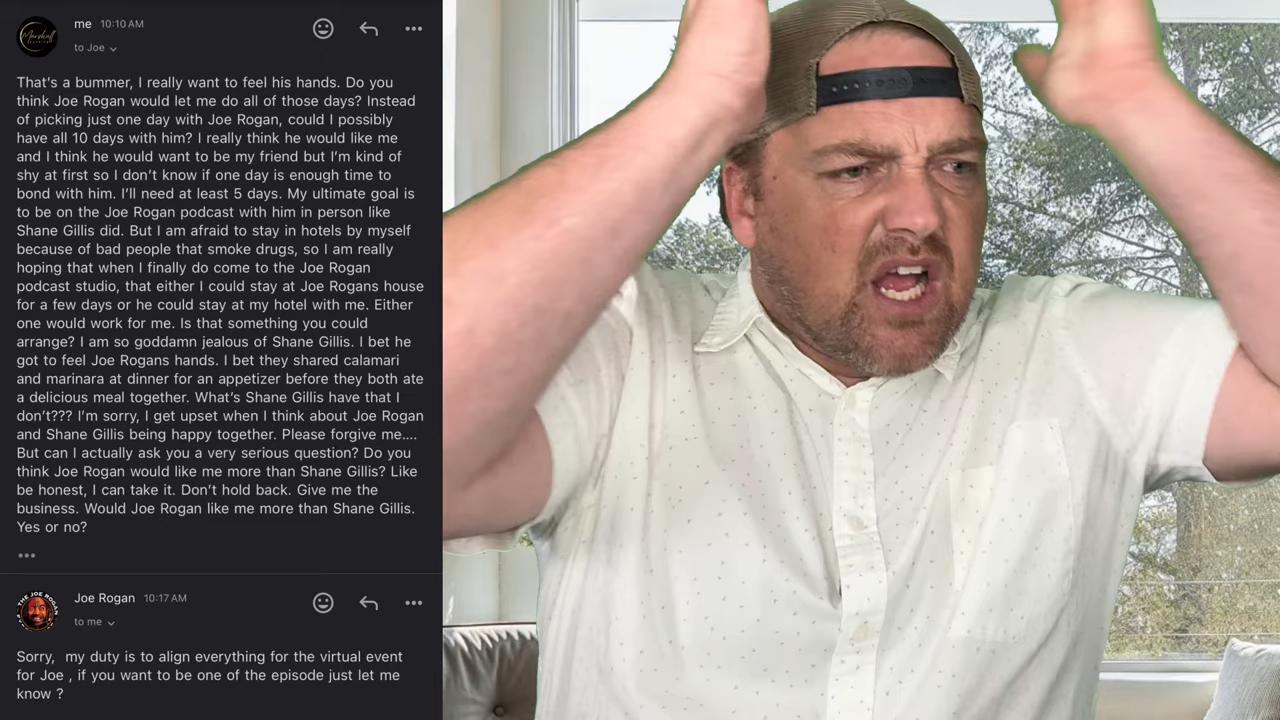 me 10:10 AM
to Joe
That's a bummer, I really want to feel his hands. Do you
think Joe Rogan would let me do all of those days? Instead
of picking just one day with Joe Rogan, could I possibly
have all 10 days with him? I really think he would like me
and I think he would want to be my friend but I'm kind of
shy at first so I don't know if one day is enough time to
bond with him. I'll need at least 5 days. My ultimate goal is
to be on the Joe Rogan podcast with him in person like
Shane Gillis did. But I am afraid to stay in hotels by myself
because of bad people that smoke drugs, so I am really
hoping that when I finally do come to the Joe Rogan
podcast studio, that either I could stay at Joe Rogans house
for a few days or he could stay at my hotel with me. Either
one would work for me. Is that something you could
arrange? I am so goddamn jealous of Shane Gillis. I bet he
got to feel Joe Rogans hands. I bet they shared calamari
and marinara at dinner for an appetizer before they both ate
a delicious meal together. What's Shane Gillis have that I
don't??? I'm sorry, I get upset when I think about Joe Rogan
and Shane Gillis being happy together. Please forgive me....
But can I actually ask you a very serious question? Do you
think Joe Rogan would like me more than Shane Gillis? Like
be honest, I can take it. Don't hold back. Give me the
business. Would Joe Rogan like me more than Shane Gillis.
Yes or no?
THE JOE ROGAN
Joe Rogan 10:17 AM
to me
Sorry, my duty is to align everything for the virtual event
for Joe , if you want to be one of the episode just let me
know ?